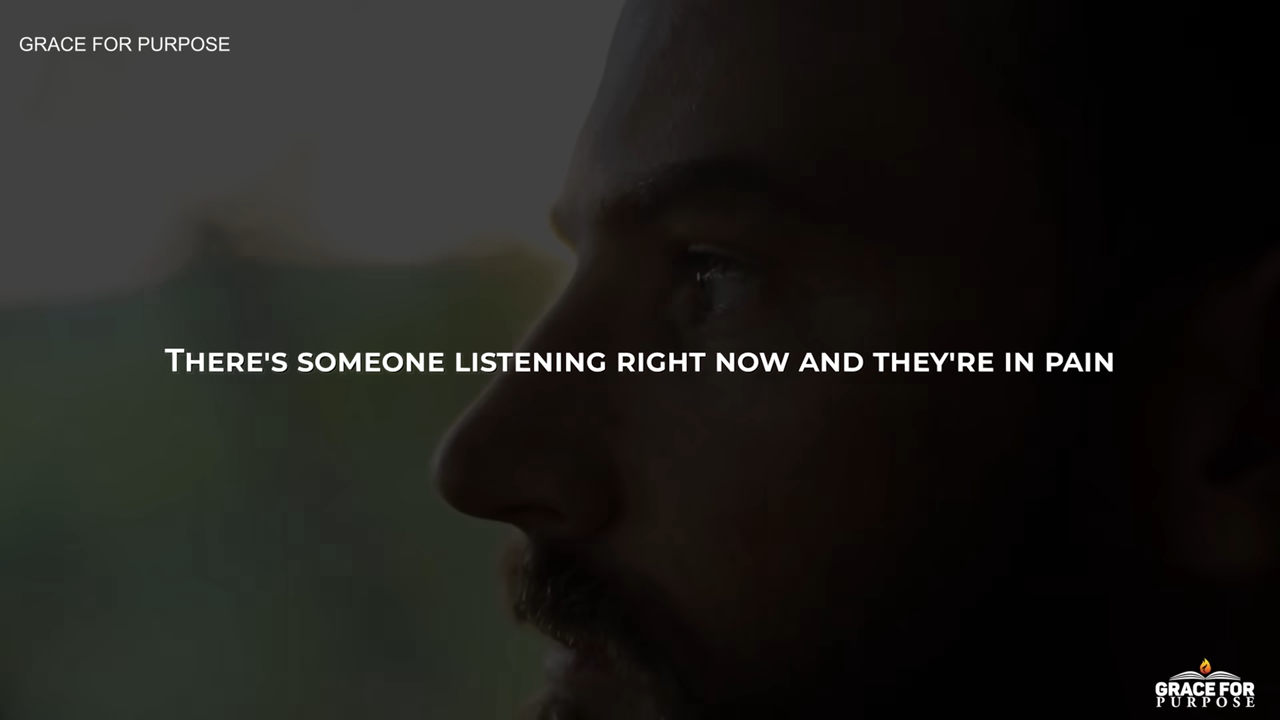 GRACE FOR PURPOSE
THERE'S SOMEONE LISTENING RIGHT NOW AND THEY'RE IN PAIN
GRACE FOR
PURPOSE